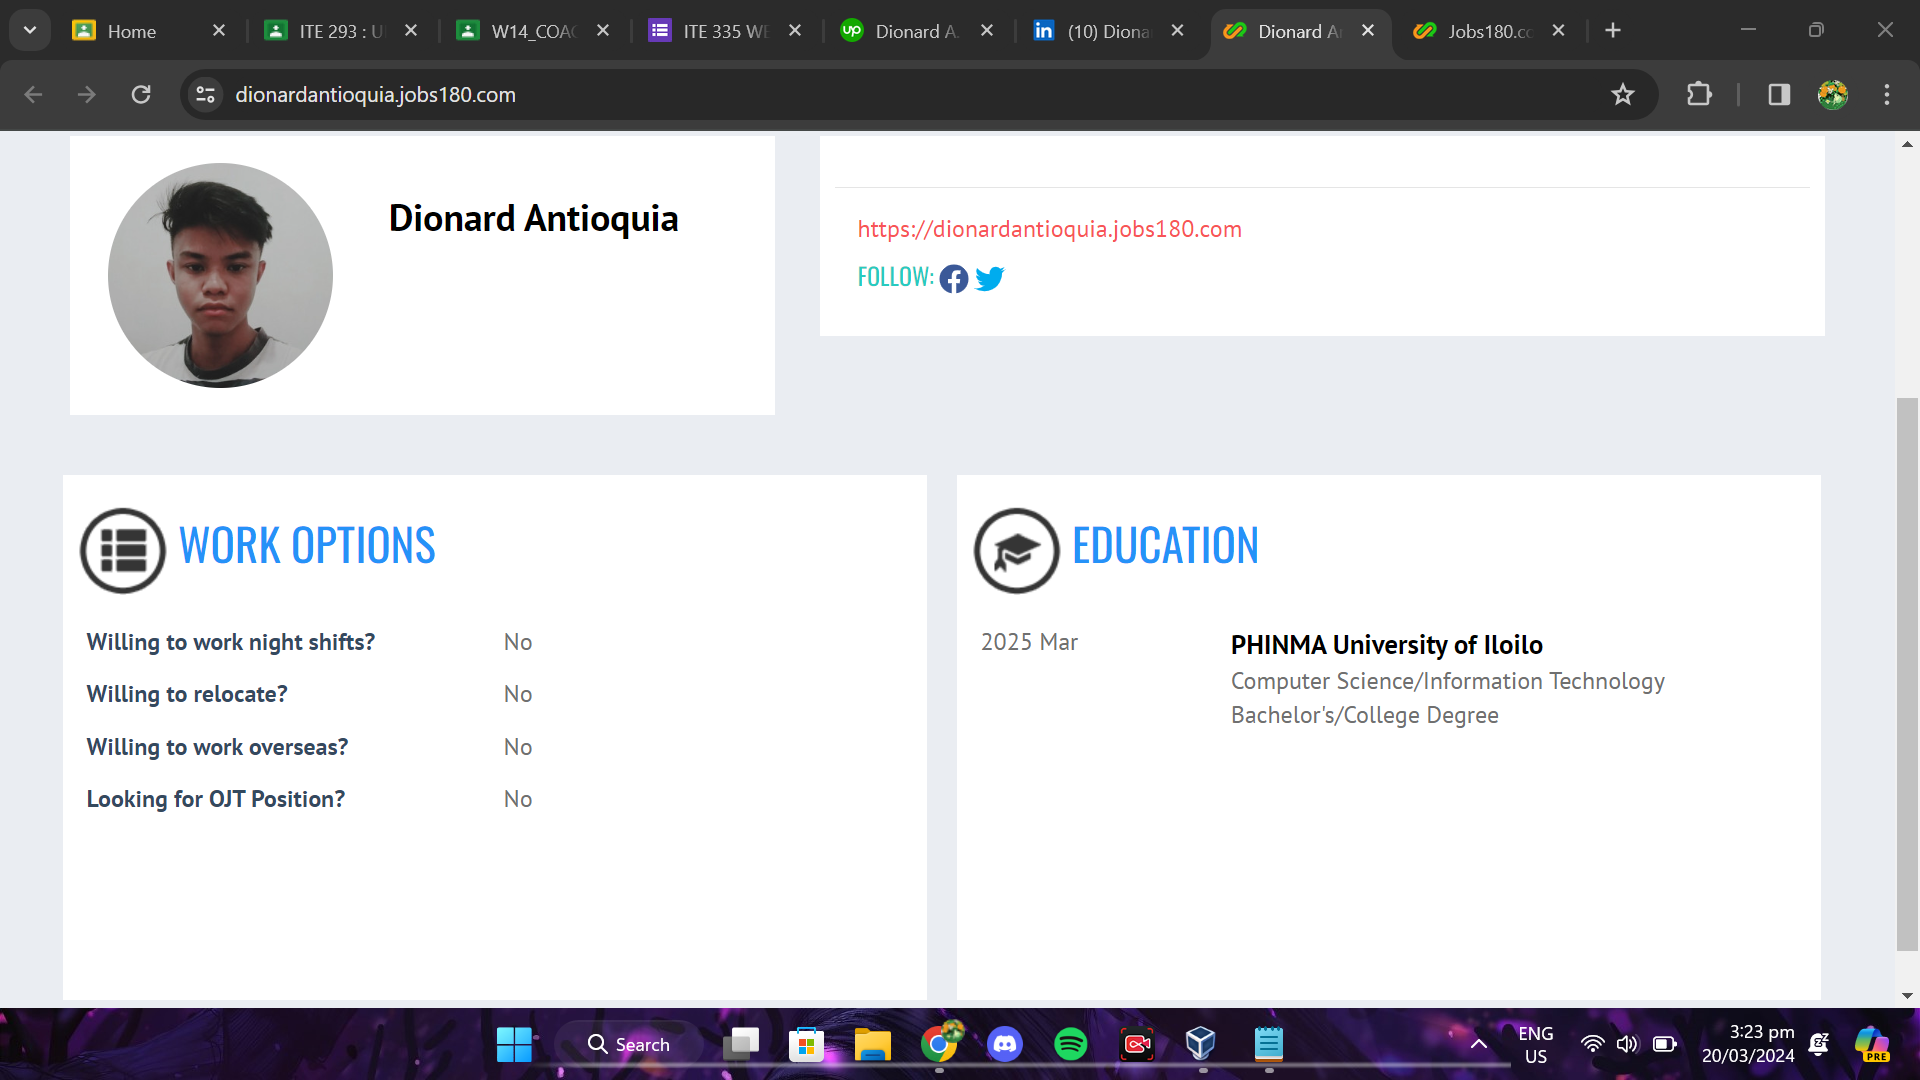 Home
ITE 293 : U
W14_COAC
ITE 335 WE
Dionard A.
(10) Diona
Dionard A
Jobs180.co
dionardantioquia.jobs180.com
Dionard Antioquia
https://dionardantioquia.jobs180.com
FOLLOW:
WORK OPTIONS
Willing to work night shifts? No
Willing to relocate? No
Willing to work overseas? No
Looking for OJT Position? No
EDUCATION
2025 Mar
PHINMA University of Iloilo
Computer Science/Information Technology
Bachelor's/College Degree
Search
ENG
US
3:23 pm
20/03/2024
PRE